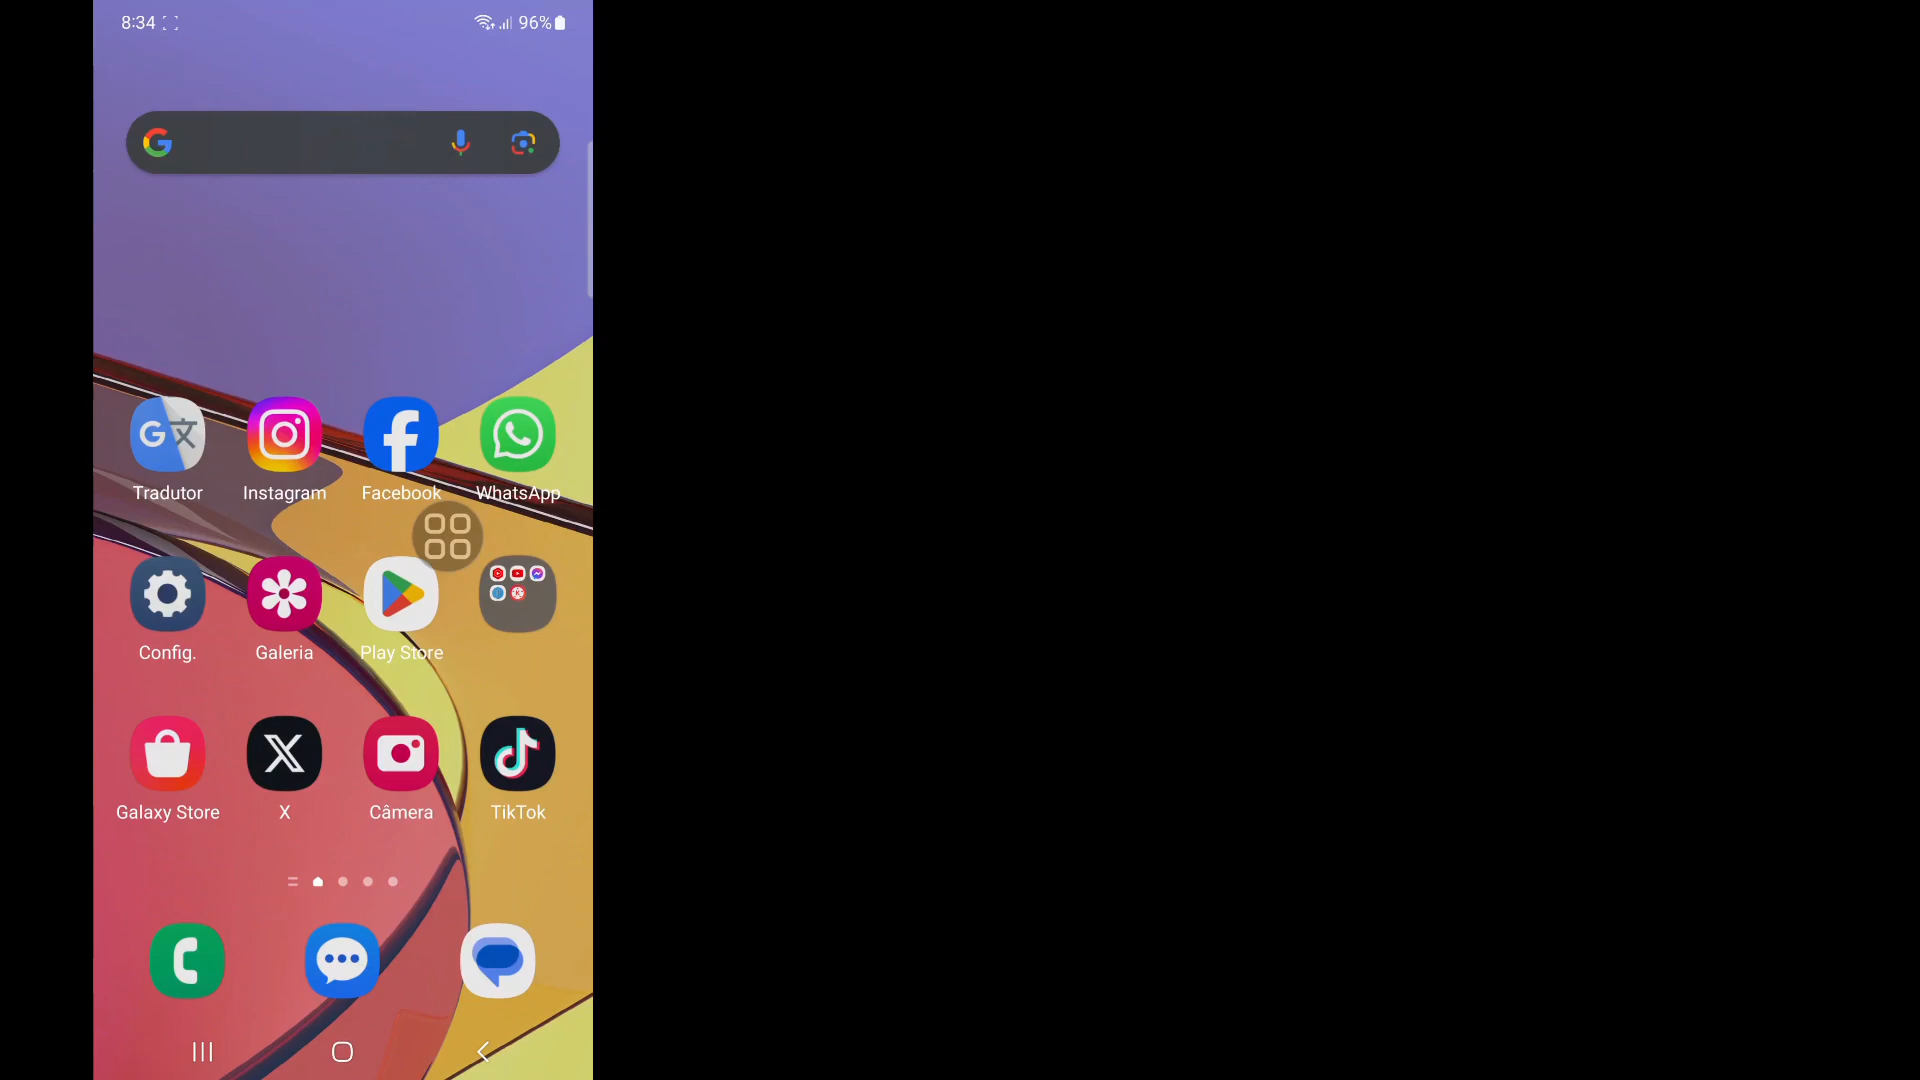 8:34 96%
Tradutor Instagram Facebook WhatsApp
Config. Galeria Play Store
Galaxy Store X Câmera TikTok